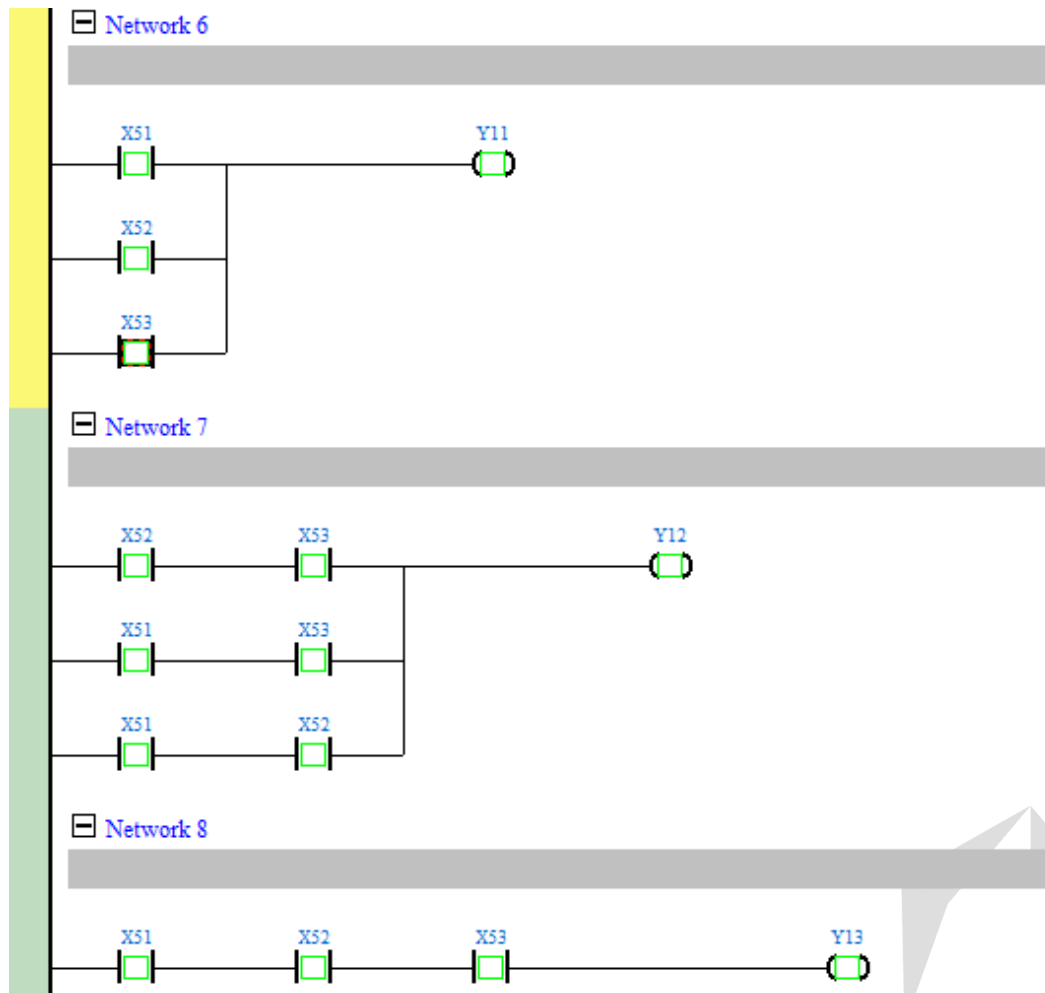 Network 6
X51 Y11
X52
X53
Network 7
X52 X53 Y12
X51 X53
X51 X52
Network 8
X51 X52 X53 Y13